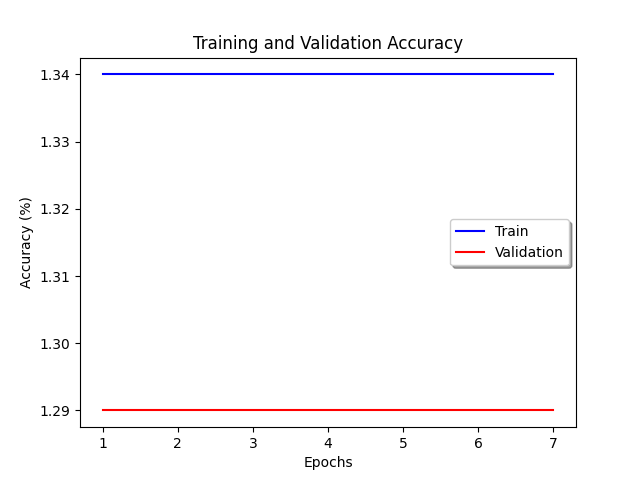 Training and Validation Accuracy
Accuracy (%)
1.34
1.33
1.32
1.31
1.30
1.29
Train
Validation
1 2 3 4 5 6 7
Epochs